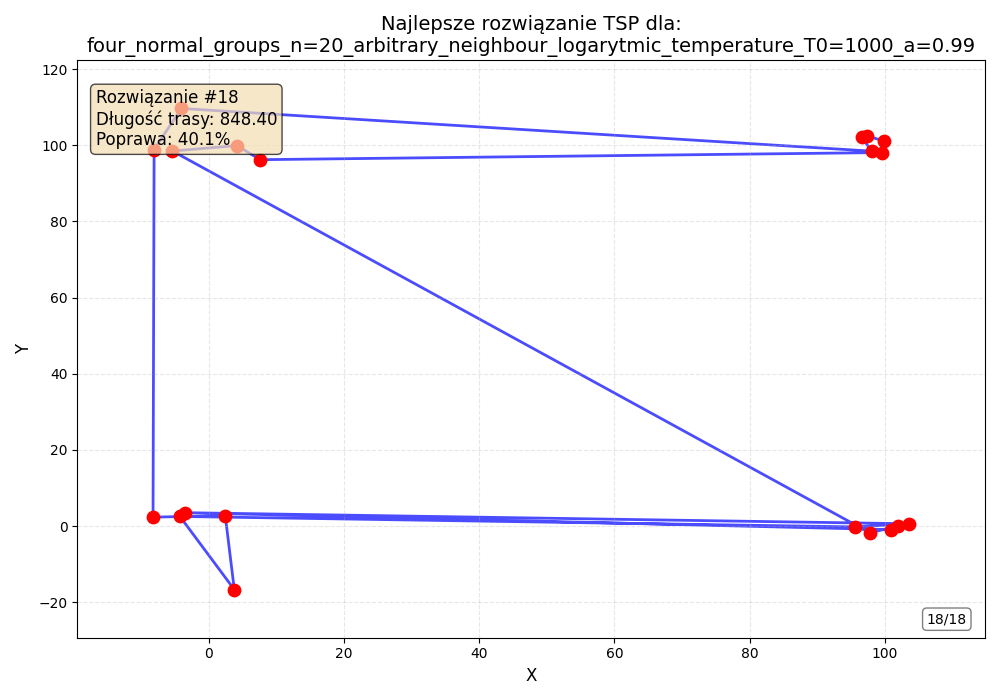 Najlepsze rozwiązanie TSP dla:
four_normal_groups_n=20_arbitrary_neighbour_logarytmic_temperature_T0=1000_a=0.99
120
Rozwiązanie #18
Długość trasy: 848.40
Poprawa: 40.1%
100
80
60
Y
40
20
0
−20
18/18
0 20 40 60 80 100
X